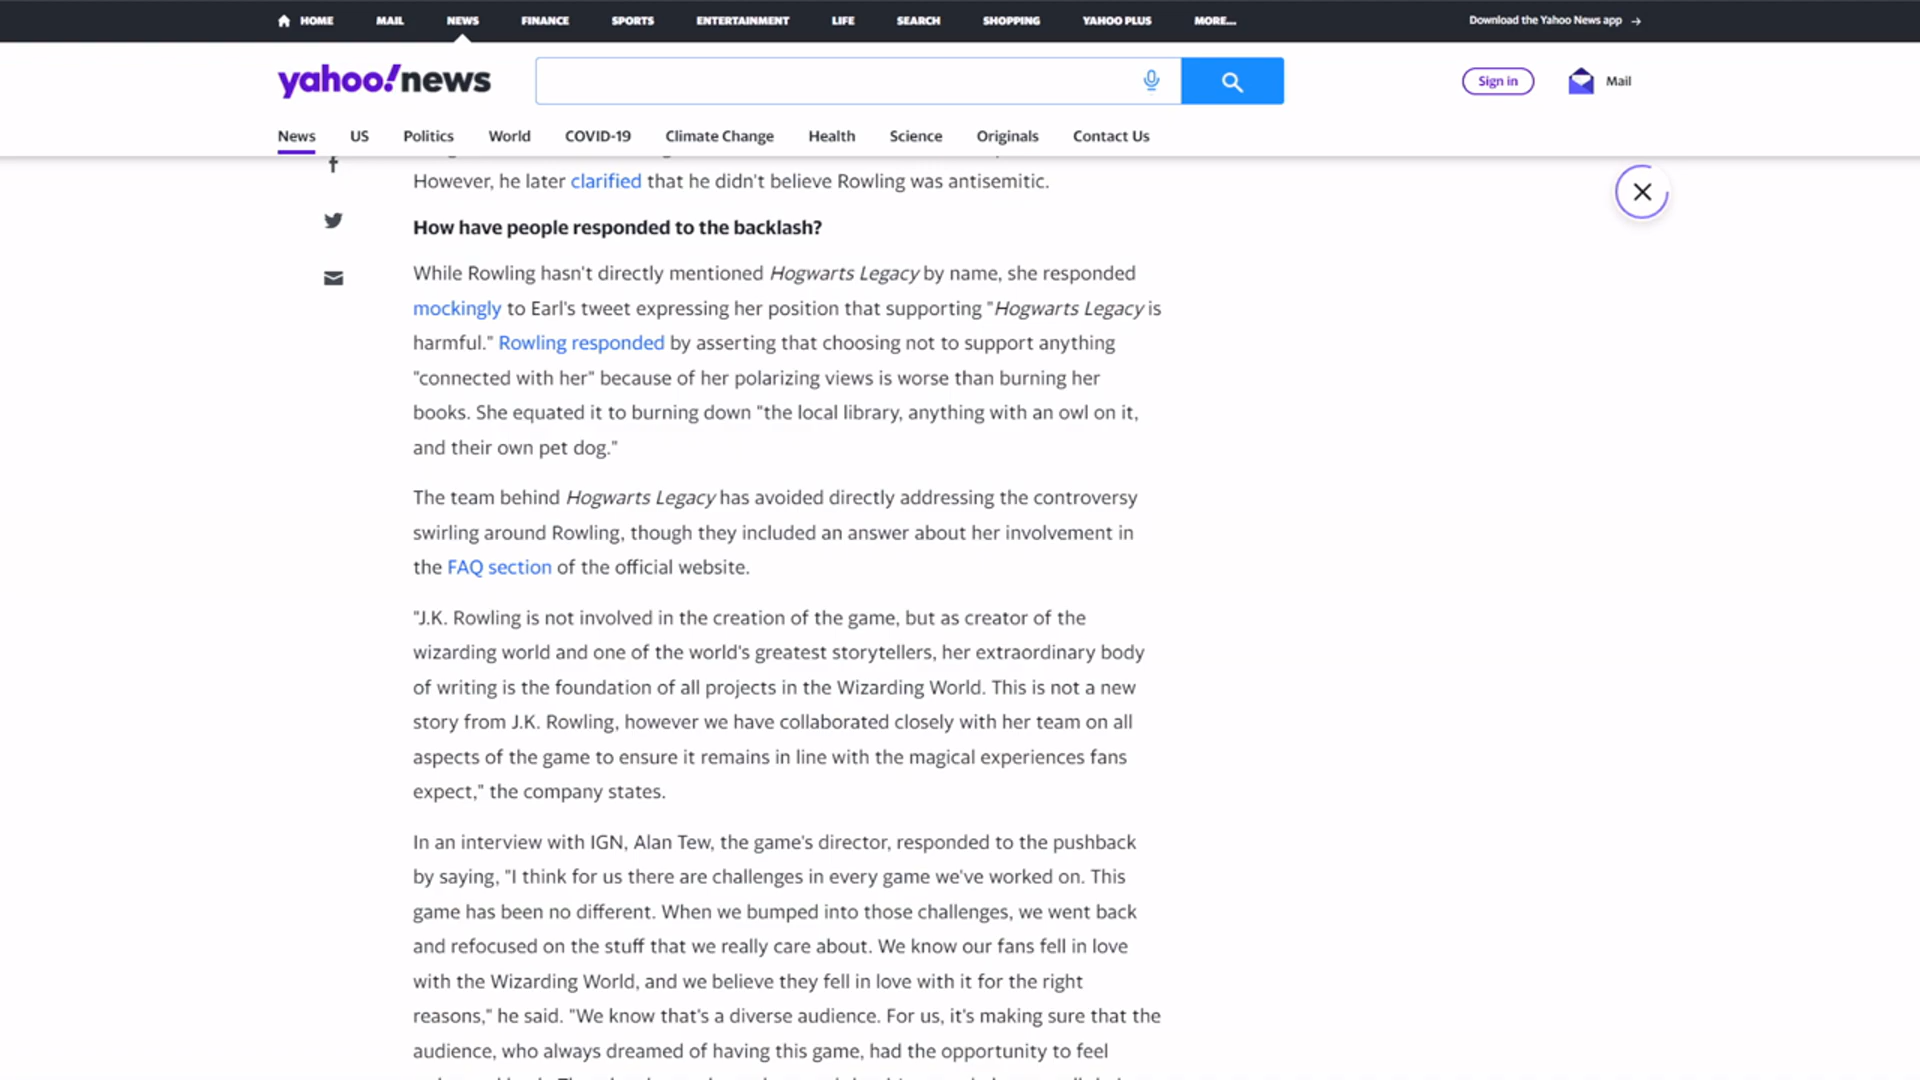 HOME MAIL NEWS FINANCE SPORTS ENTERTAINMENT LIFE SEARCH SHOPPING YAHOO PLUS MORE... Download the Yahoo News app →
yahoo!news Sign in Mail
News US Politics World COVID-19 Climate Change Health Science Originals Contact Us
However, he later clarified that he didn't believe Rowling was antisemitic.
How have people responded to the backlash?
While Rowling hasn't directly mentioned Hogwarts Legacy by name, she responded
mockingly to Earl's tweet expressing her position that supporting "Hogwarts Legacy is
harmful." Rowling responded by asserting that choosing not to support anything
"connected with her" because of her polarizing views is worse than burning her
books. She equated it to burning down "the local library, anything with an owl on it,
and their own pet dog."
The team behind Hogwarts Legacy has avoided directly addressing the controversy
swirling around Rowling, though they included an answer about her involvement in
the FAQ section of the official website.
"J.K. Rowling is not involved in the creation of the game, but as creator of the
wizarding world and one of the world's greatest storytellers, her extraordinary body
of writing is the foundation of all projects in the Wizarding World. This is not a new
story from J.K. Rowling, however we have collaborated closely with her team on all
aspects of the game to ensure it remains in line with the magical experiences fans
expect," the company states.
In an interview with IGN, Alan Tew, the game's director, responded to the pushback
by saying, "I think for us there are challenges in every game we've worked on. This
game has been no different. When we bumped into those challenges, we went back
and refocused on the stuff that we really care about. We know our fans fell in love
with the Wizarding World, and we believe they fell in love with it for the right
reasons," he said. "We know that's a diverse audience. For us, it's making sure that the
audience, who always dreamed of having this game, had the opportunity to feel